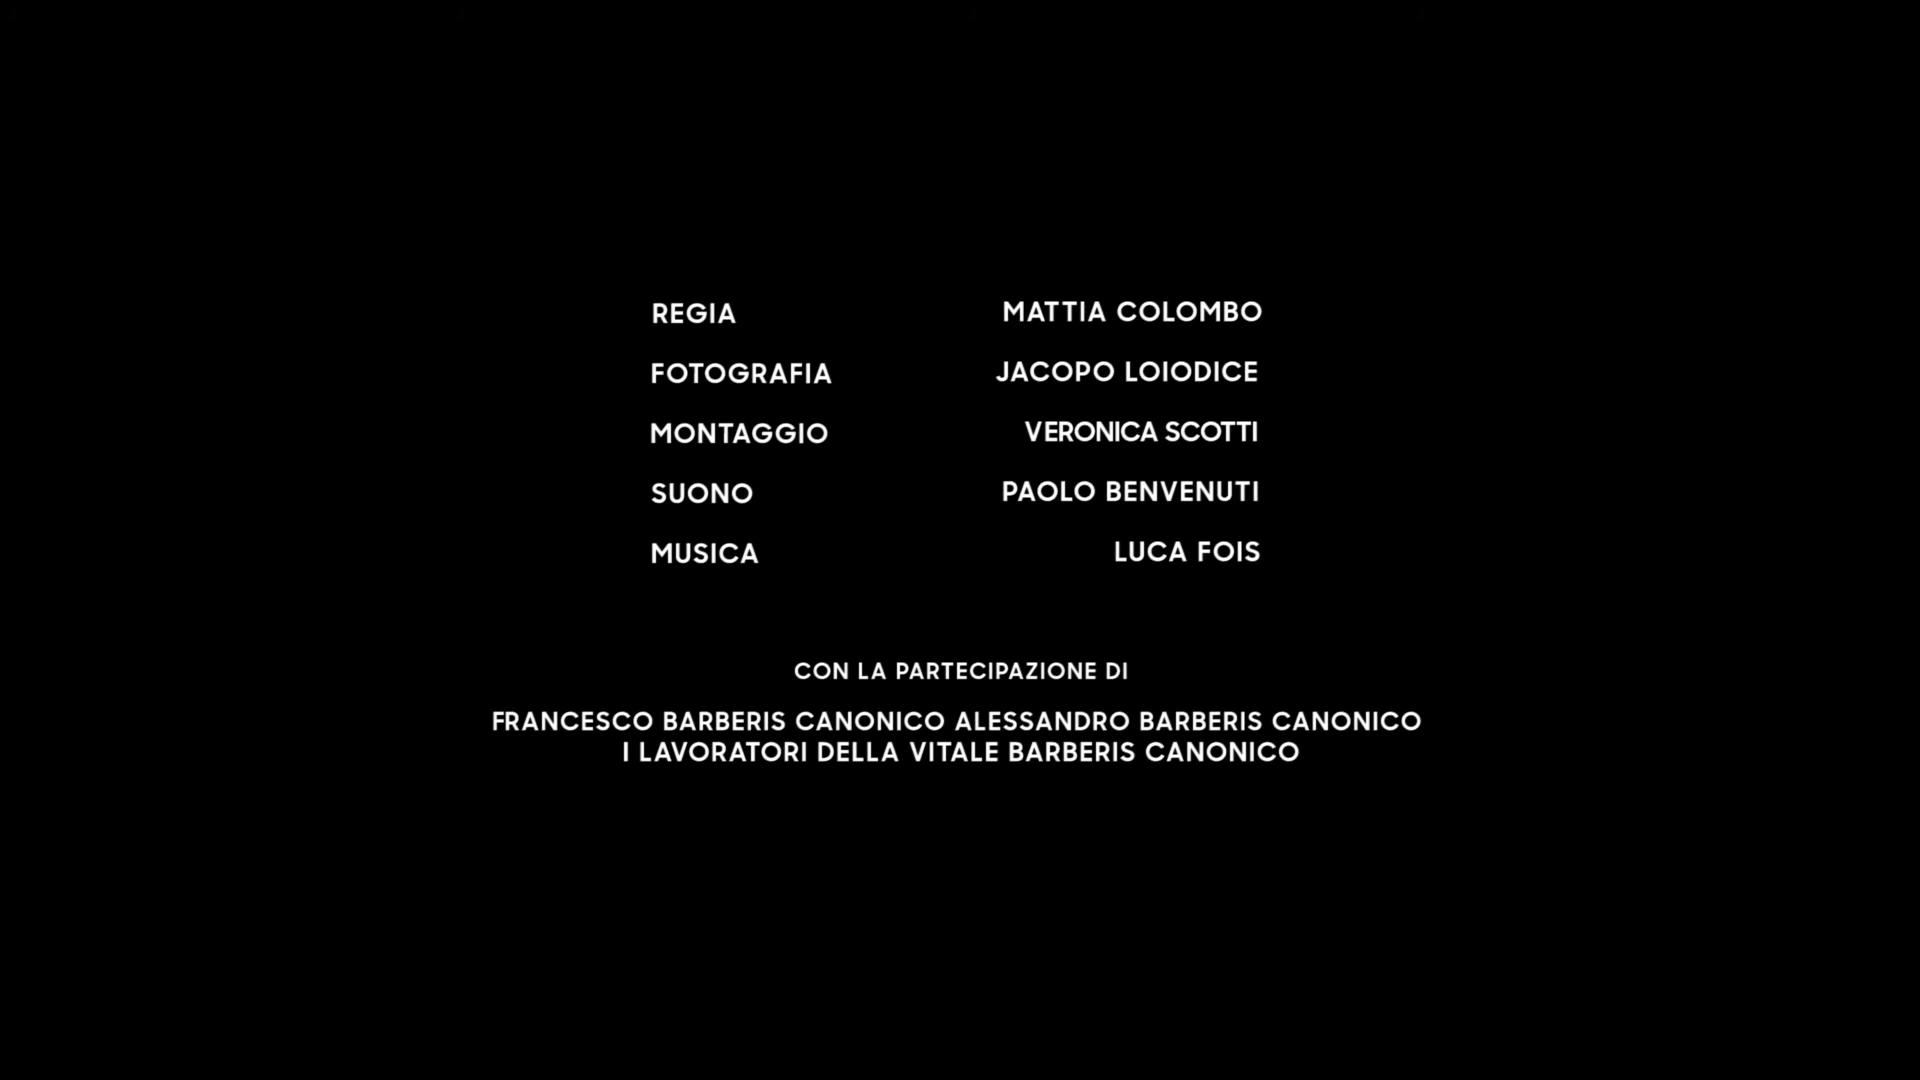 REGIA MATTIA COLOMBO
FOTOGRAFIA JACOPO LOIODICE
MONTAGGIO VERONICA SCOTTI
SUONO PAOLO BENVENUTI
MUSICA LUCA FOIS
CON LA PARTECIPAZIONE DI
FRANCESCO BARBERIS CANONICO ALESSANDRO BARBERIS CANONICO
I LAVORATORI DELLA VITALE BARBERIS CANONICO